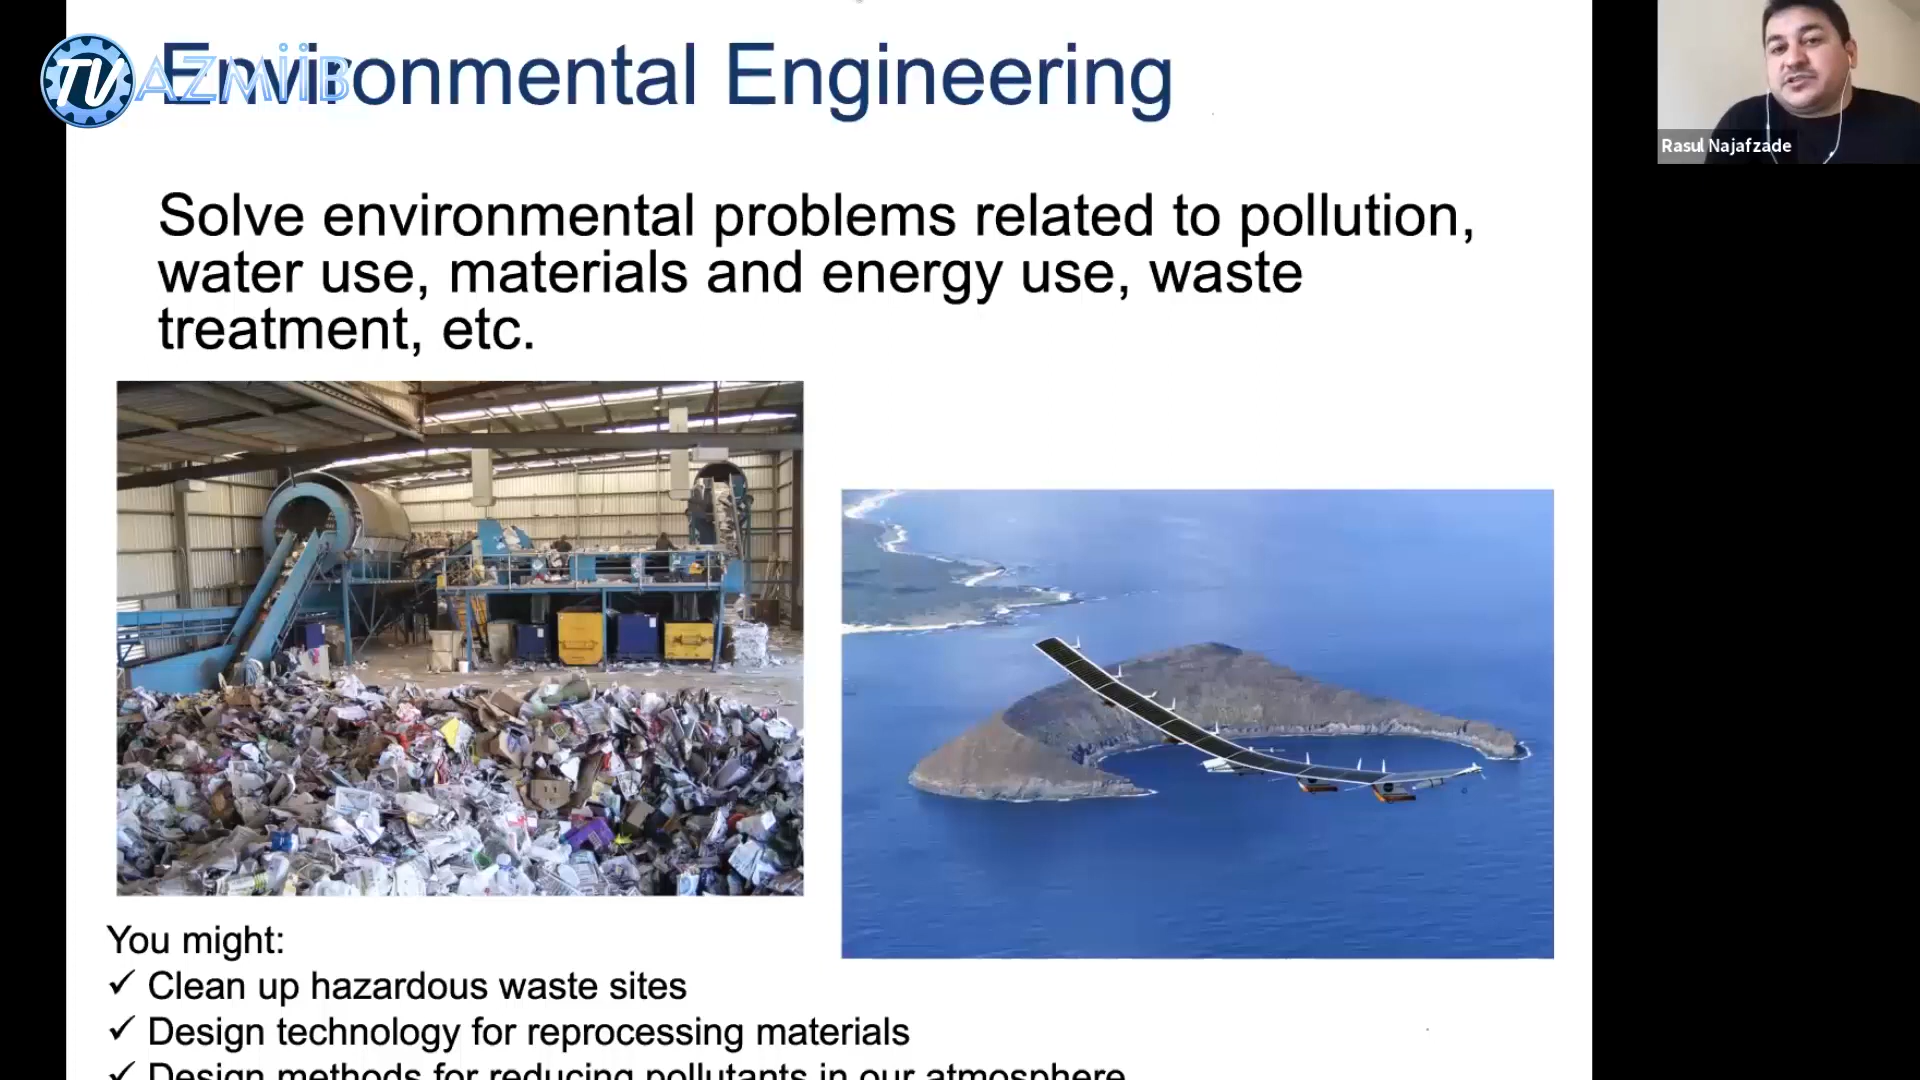 TV AZMİİB
Environmental Engineering
Rasul Najafzade
Solve environmental problems related to pollution,
water use, materials and energy use, waste
treatment, etc.
You might:
✓ Clean up hazardous waste sites
✓ Design technology for reprocessing materials
✓ Design methods for reducing pollutants in our atmosphere